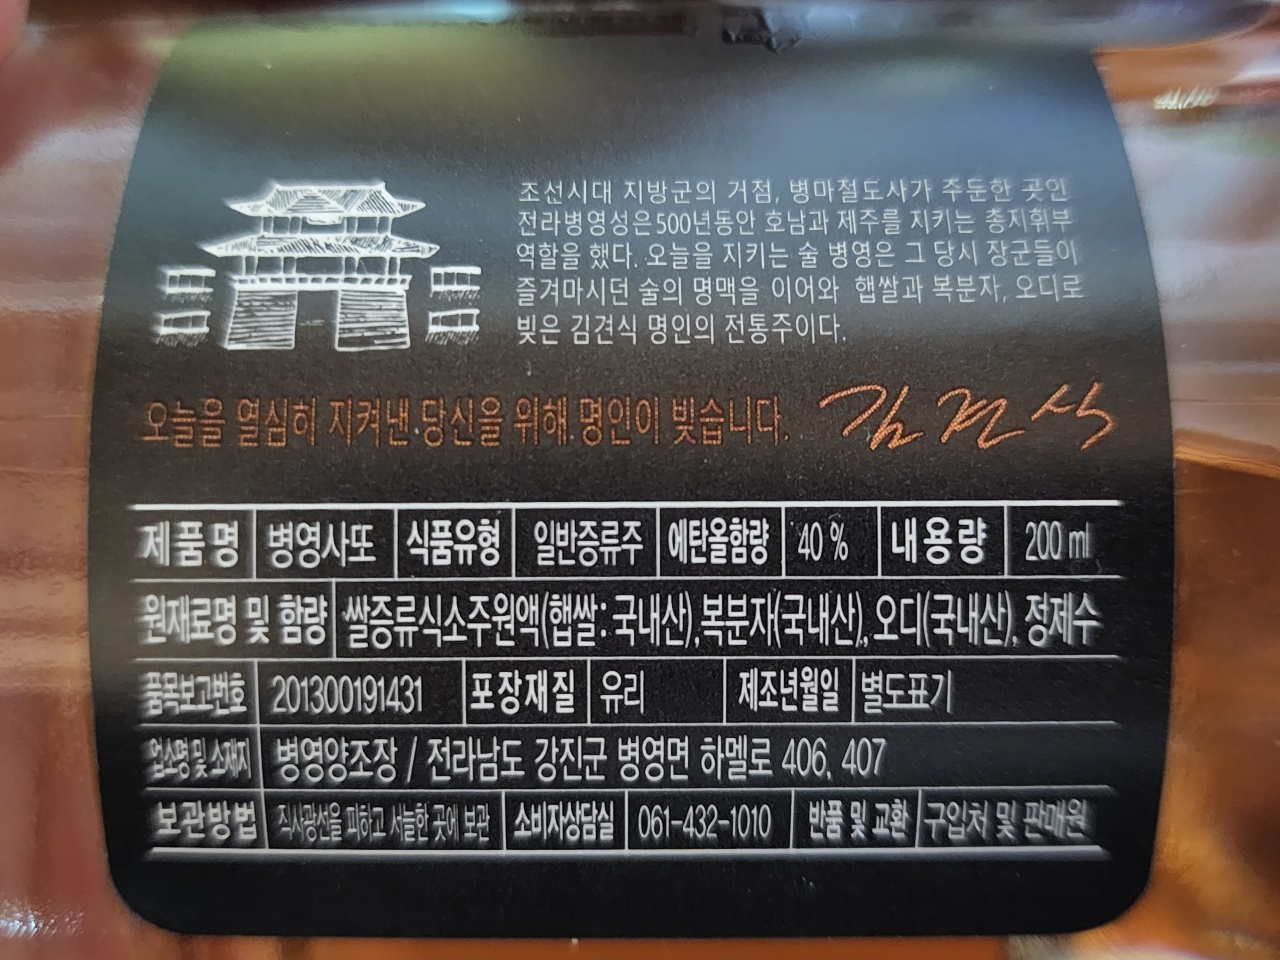 조선시대 지방군의 거점, 병마절도사가 주둔한 곳인
전라병영성은 500년동안 호남과 제주를 지키는 총지휘부
역할을 했다. 오늘을 지키는 술 병영은 그 당시 장군들이
즐겨마시던 술의 명맥을 이어와 햅쌀과 복분자, 오디로
빚은 김견식 명인의 전통주이다.
오늘을 열심히 지켜낸 당신을 위해 명인이 빚습니다. 김견식
제품명 병영사또 식품유형 일반증류주 에탄올함량 40 % 내용량 200 ml
원재료명 및 함량 쌀증류식소주원액(햅쌀: 국내산), 복분자(국내산), 오디(국내산), 정제수
품목보고번호 201300191431 포장재질 유리 제조년월일 별도표기
업소명 및 소재지 병영양조장 / 전라남도 강진군 병영면 하멜로 406, 407
보관방법 직사광선을 피하고 서늘한 곳에 보관 소비자상담실 061-432-1010 반품 및 교환 구입처 및 판매원